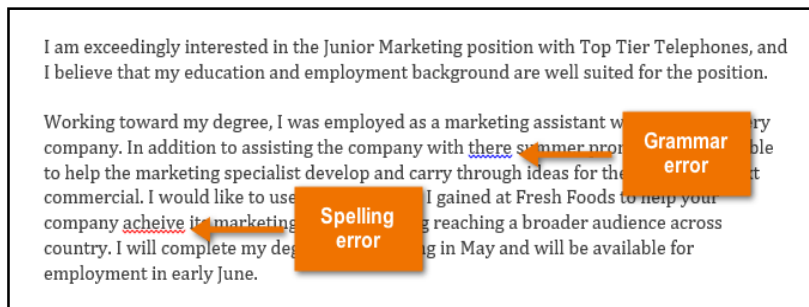 I am exceedingly interested in the Junior Marketing position with Top Tier Telephones, and
I believe that my education and employment background are well suited for the position.
Working toward my degree, I was employed as a marketing assistant
company. In addition to assisting the company with there summer
to help the marketing specialist develop and carry through ideas for
commercial. I would like to use I gained at Fresh Foods to help your
company acheive its marketing reaching a broader audience across
country. I will complete my in May and will be available for
employment in early June.
Grammar
error
Spelling
error